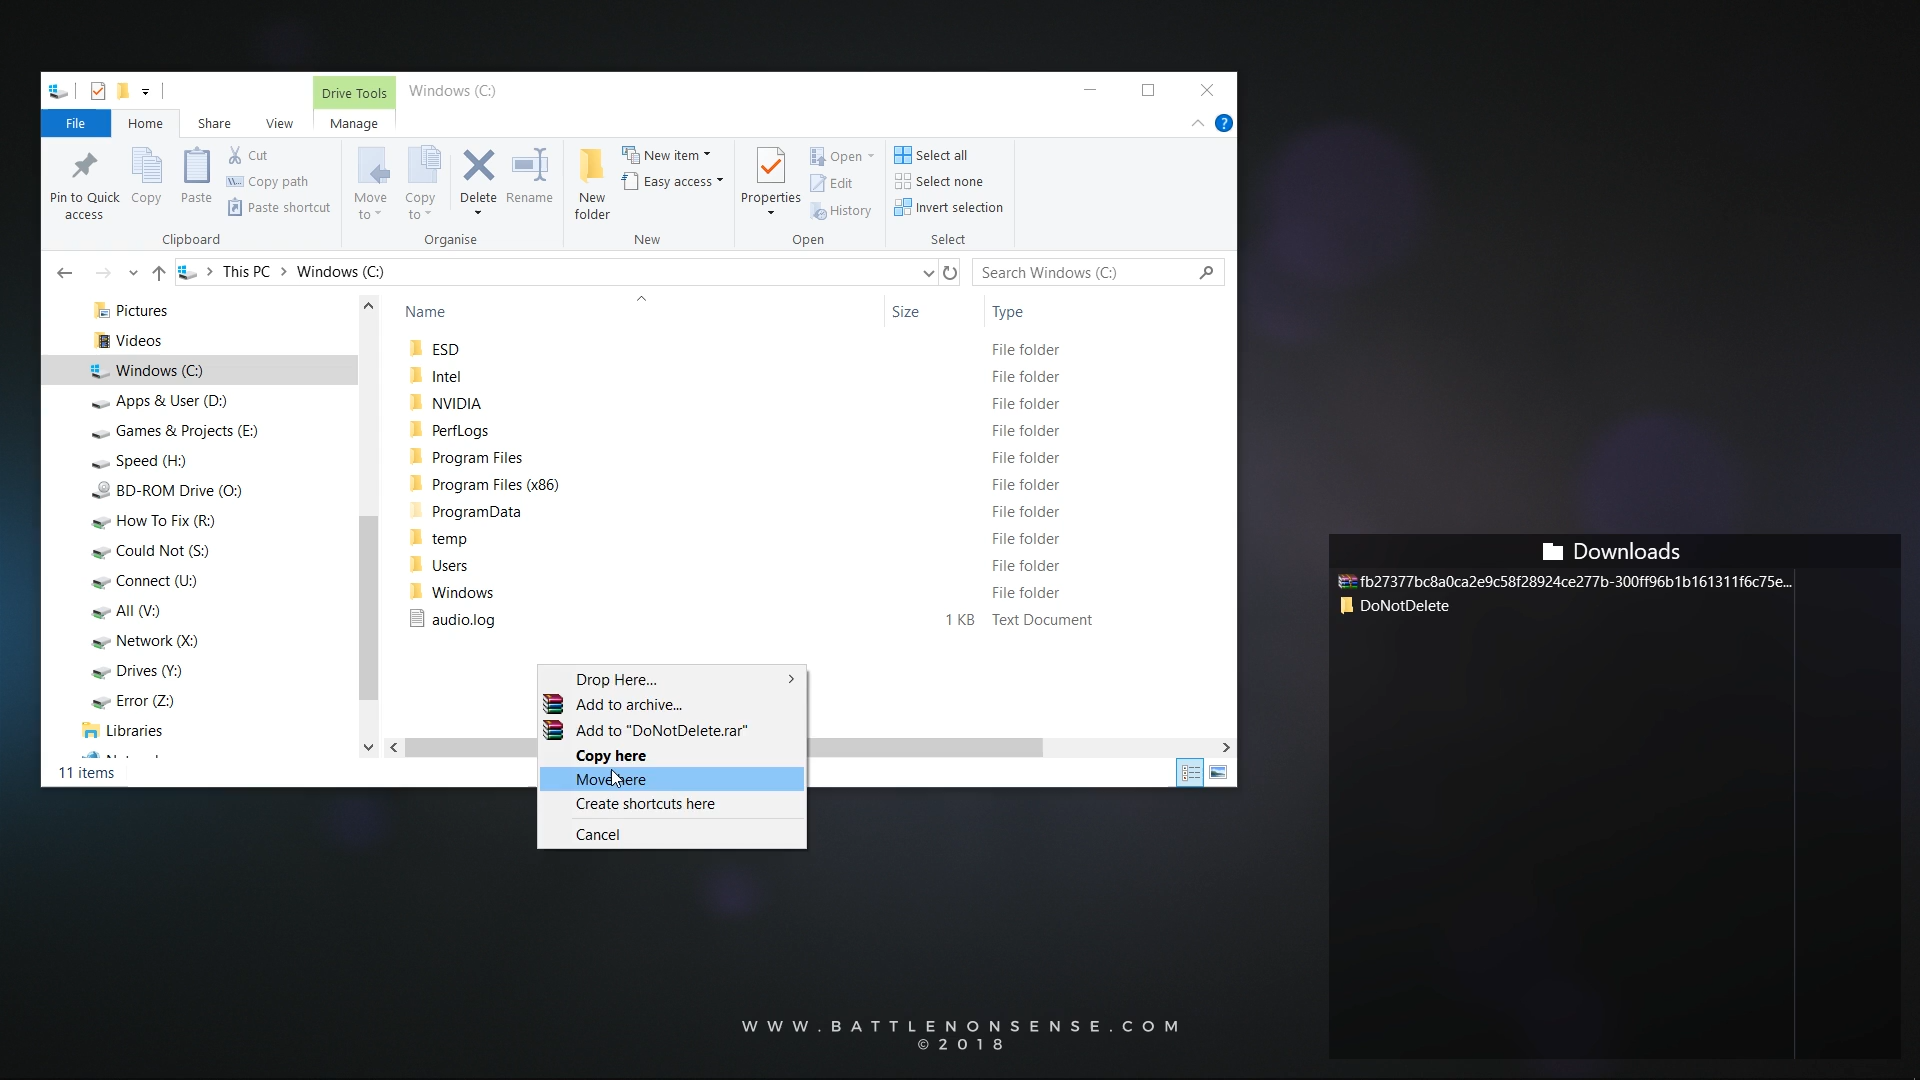 Drive Tools
Windows (C:)
File
Home
Share
View
Manage
?
Pin to Quick
access
Copy
Paste
Cut
Copy path
Paste shortcut
Clipboard
Move
to
Copy
to
Delete
Rename
Organise
New
folder
New item
Easy access
New
Properties
Open
Edit
History
Open
Select all
Select none
Invert selection
Select
This PC
Windows (C:)
Search Windows (C:)
Pictures
Videos
Windows (C:)
Apps & User (D:)
Games & Projects (E:)
Speed (H:)
BD-ROM Drive (O:)
How To Fix (R:)
Could Not (S:)
Connect (U:)
All (V:)
Network (X:)
Drives (Y:)
Error (Z:)
Libraries
Name Size Type
ESD File folder
Intel File folder
NVIDIA File folder
PerfLogs File folder
Program Files File folder
Program Files (x86) File folder
ProgramData File folder
temp File folder
Users File folder
Windows File folder
audio.log 1 KB Text Document
Drop Here...
Add to archive...
Add to "DoNotDelete.rar"
Copy here
Move here
Create shortcuts here
Cancel
11 items
Downloads
fb27377bc8a0ca2e9c58f28924ce277b-300ff96b1b161311f6c75e...
DoNotDelete
WWW.BATTLENONSENSE.COM
© 2018